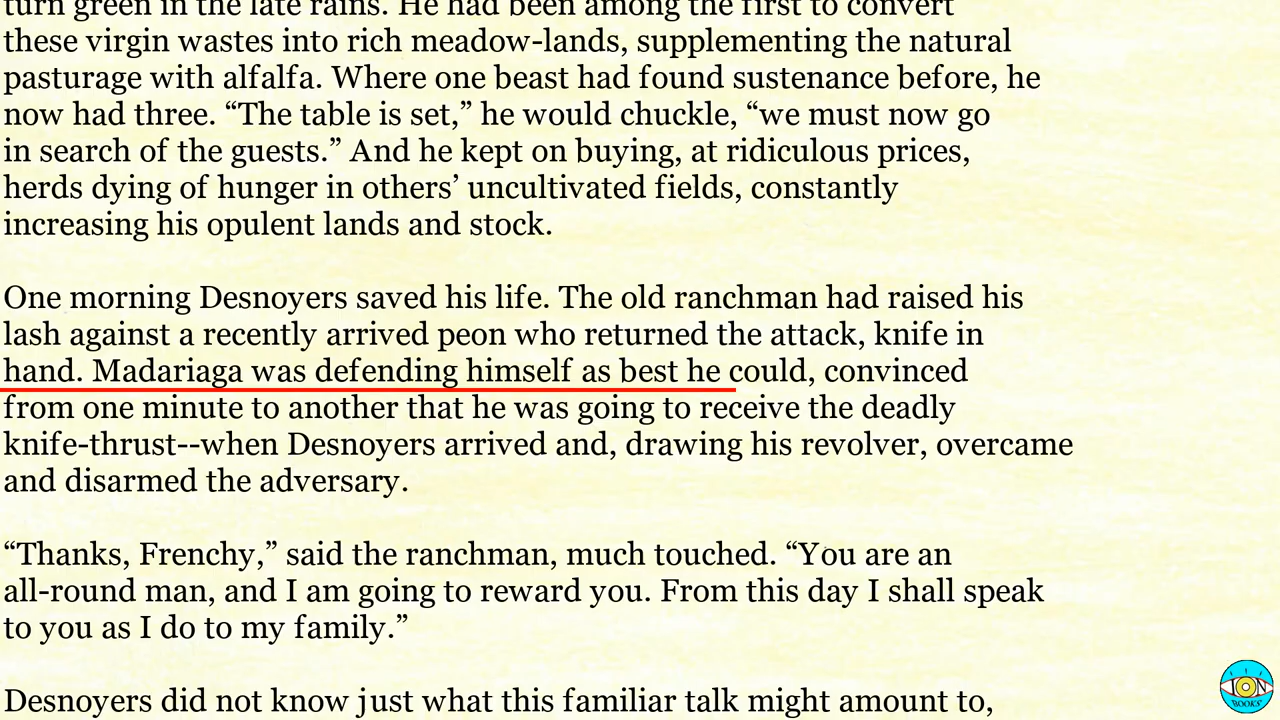 turn green in the late rains. He had been among the first to convert
these virgin wastes into rich meadow-lands, supplementing the natural
pasturage with alfalfa. Where one beast had found sustenance before, he
now had three. “The table is set,” he would chuckle, “we must now go
in search of the guests.” And he kept on buying, at ridiculous prices,
herds dying of hunger in others’ uncultivated fields, constantly
increasing his opulent lands and stock.
One morning Desnoyers saved his life. The old ranchman had raised his
lash against a recently arrived peon who returned the attack, knife in
hand. Madariaga was defending himself as best he could, convinced
from one minute to another that he was going to receive the deadly
knife-thrust--when Desnoyers arrived and, drawing his revolver, overcame
and disarmed the adversary.
“Thanks, Frenchy,” said the ranchman, much touched. “You are an
all-round man, and I am going to reward you. From this day I shall speak
to you as I do to my family.”
Desnoyers did not know just what this familiar talk might amount to,
ION
BOOKS